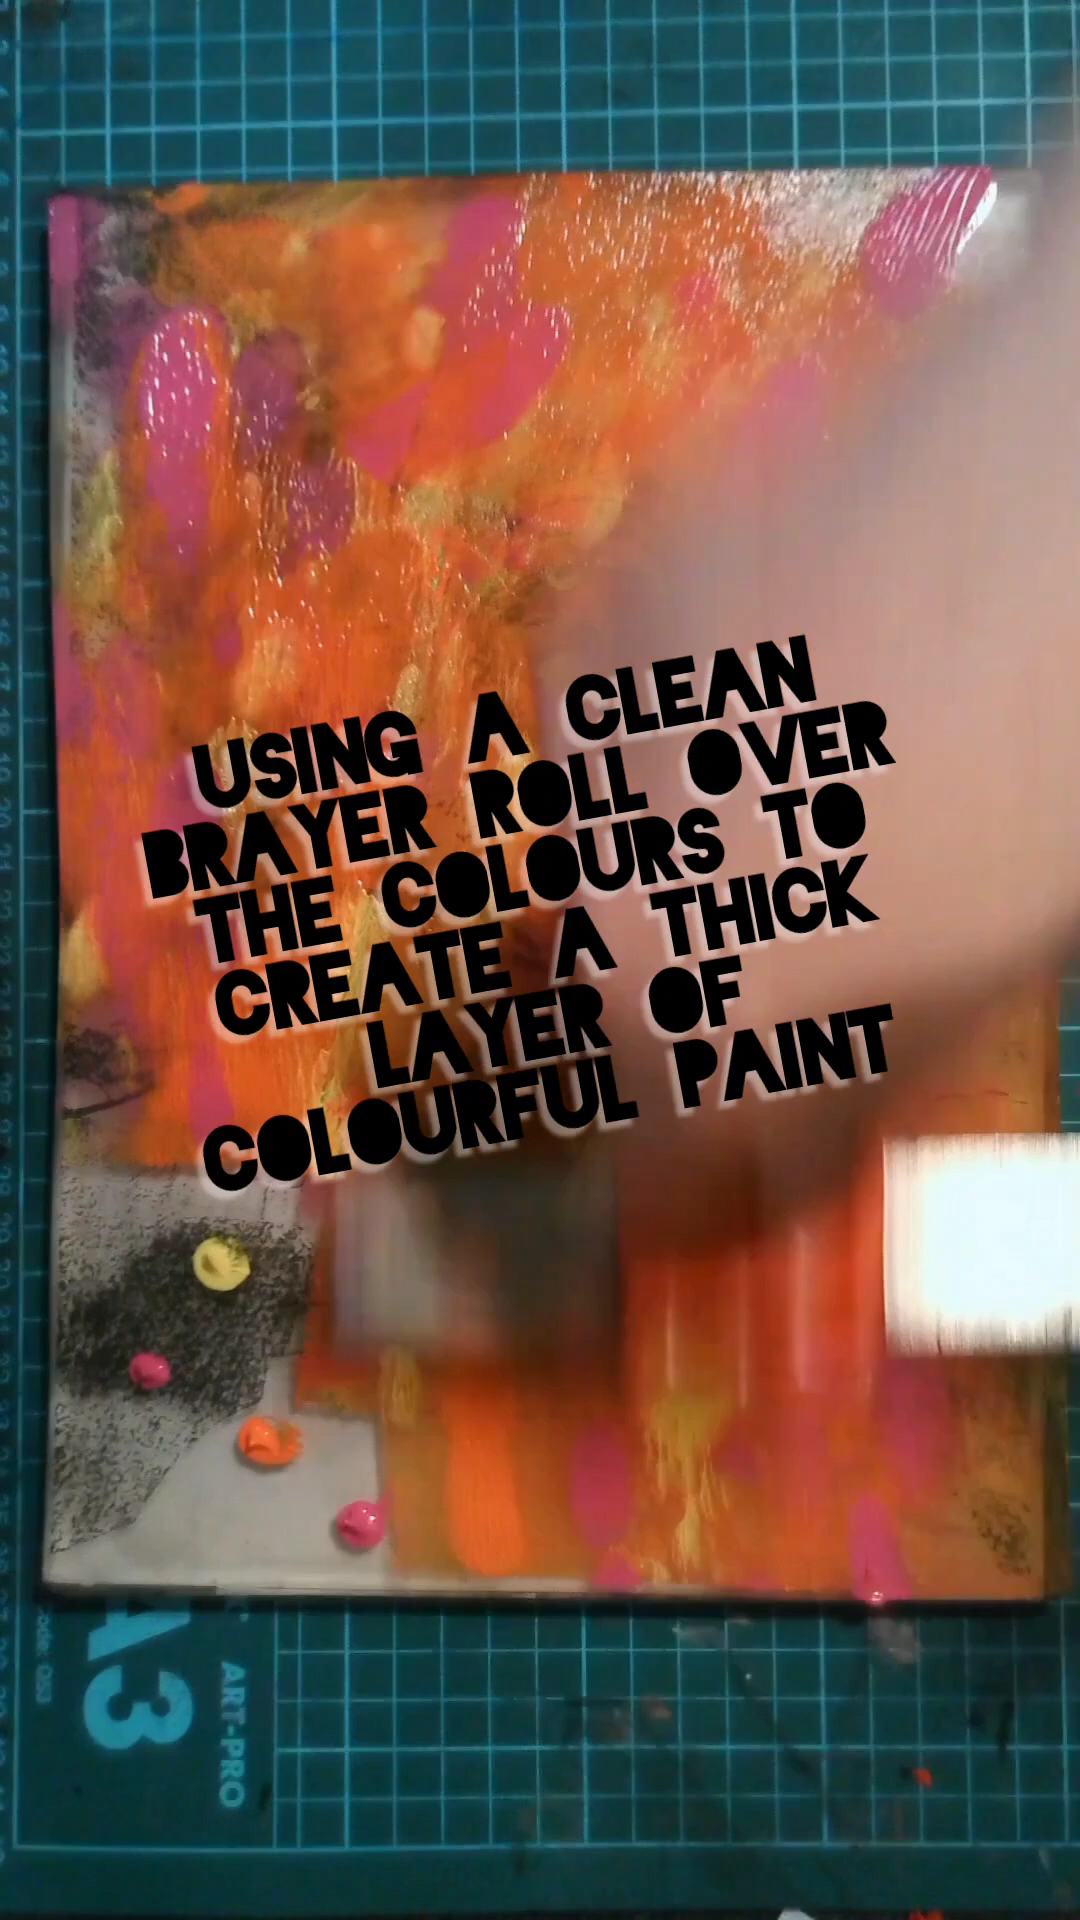 USING A CLEAN
BRAYER ROLL OVER
THE COLOURS TO
CREATE A THICK
LAYER OF
COLOURFUL PAINT
A3
ART-PRO